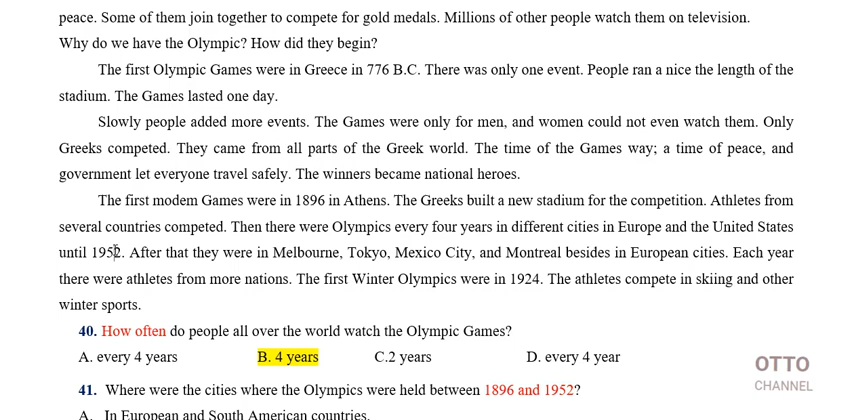 peace. Some of them join together to compete for gold medals. Millions of other people watch them on television.
Why do we have the Olympic? How did they begin?
The first Olympic Games were in Greece in 776 B.C. There was only one event. People ran a nice the length of the
stadium. The Games lasted one day.
Slowly people added more events. The Games were only for men, and women could not even watch them. Only
Greeks competed. They came from all parts of the Greek world. The time of the Games way; a time of peace, and
government let everyone travel safely. The winners became national heroes.
The first modem Games were in 1896 in Athens. The Greeks built a new stadium for the competition. Athletes from
several countries competed. Then there were Olympics every four years in different cities in Europe and the United States
until 1952. After that they were in Melbourne, Tokyo, Mexico City, and Montreal besides in European cities. Each year
there were athletes from more nations. The first Winter Olympics were in 1924. The athletes compete in skiing and other
winter sports.
40. How often do people all over the world watch the Olympic Games?
A. every 4 years B. 4 years C.2 years D. every 4 year
OTTO
CHANNEL
41. Where were the cities where the Olympics were held between 1896 and 1952?
A. In European and South American countries.